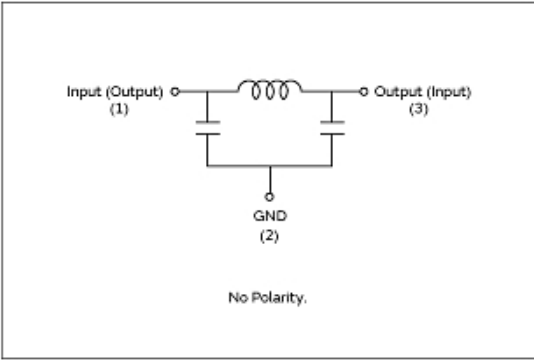 Input (Output)
(1)
Output (Input)
(3)
GND
(2)
No Polarity.